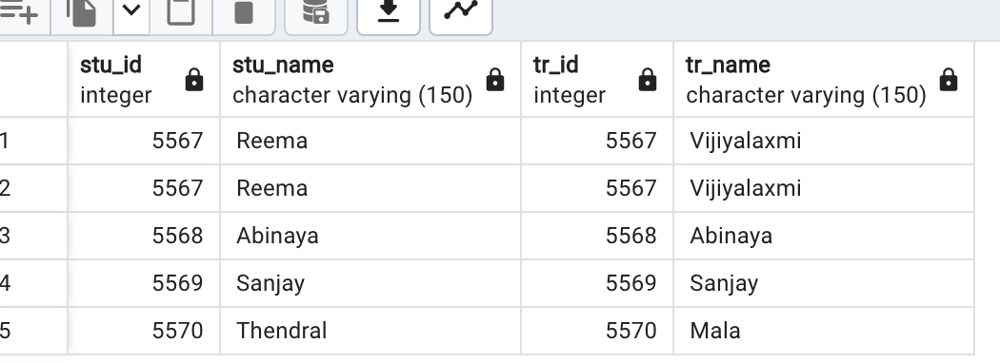 stu_id stu_name tr_id tr_name
integer character varying (150) integer character varying (150)
1 5567 Reema 5567 Vijiyalaxmi
2 5567 Reema 5567 Vijiyalaxmi
3 5568 Abinaya 5568 Abinaya
4 5569 Sanjay 5569 Sanjay
5 5570 Thendral 5570 Mala